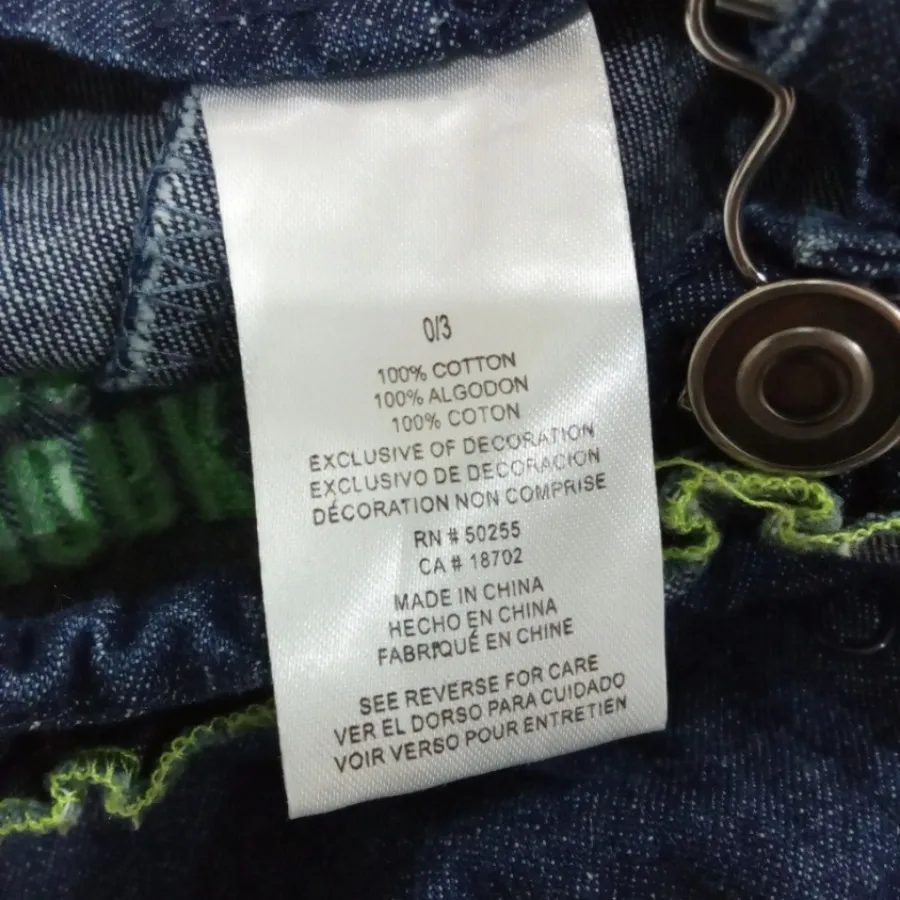 0/3
100% COTTON
100% ALGODON
100% COTON
EXCLUSIVE OF DECORATION
EXCLUSIVO DE DECORACION
DÉCORATION NON COMPRISE
RN # 50255
CA # 18702
MADE IN CHINA
HECHO EN CHINA
FABRIQUÉ EN CHINE
SEE REVERSE FOR CARE
VER EL DORSO PARA CUIDADO
VOIR VERSO POUR ENTRETIEN